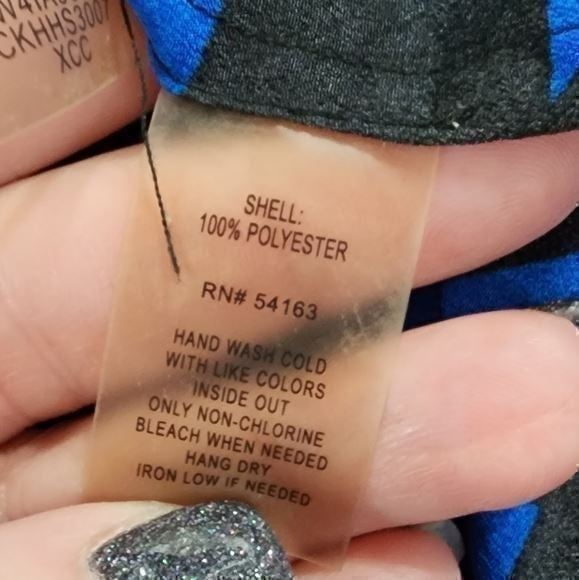 CKHHS300
XCC
SHELL:
100% POLYESTER
RN# 54163
HAND WASH COLD
WITH LIKE COLORS
INSIDE OUT
ONLY NON-CHLORINE
BLEACH WHEN NEEDED
HANG DRY
IRON LOW IF NEEDED